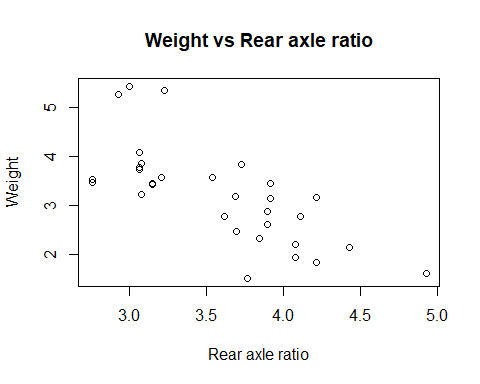 Weight vs Rear axle ratio
Weight
5
4
3
2
3.0 3.5 4.0 4.5 5.0
Rear axle ratio